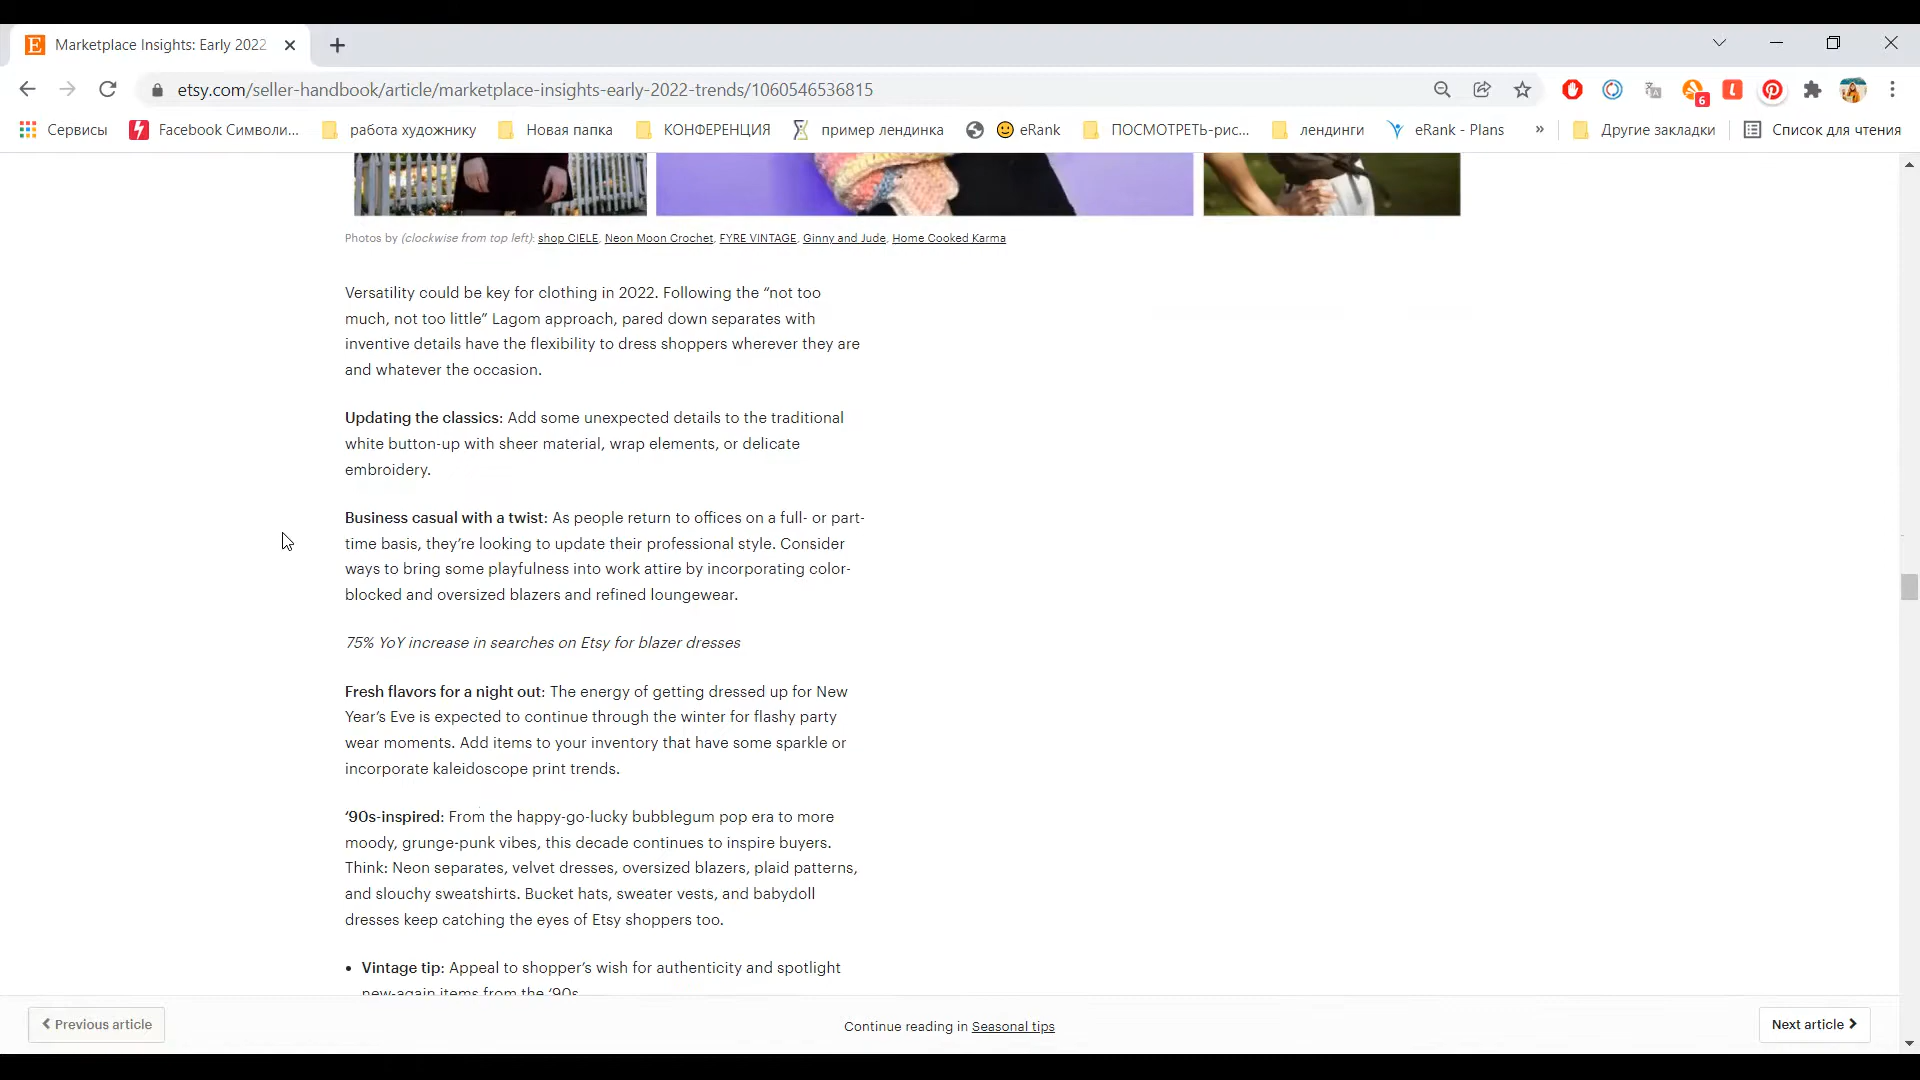 Marketplace Insights: Early 2022
etsy.com/seller-handbook/article/marketplace-insights-early-2022-trends/1060546536815
6
Сервисы
Facebook Символи...
работа художнику
Новая папка
КОНФЕРЕНЦИЯ
пример лендинка
eRank
ПОСМОТРЕТЬ-рис...
лендинги
eRank - Plans
»
Другие закладки
Список для чтения
Photos by (clockwise from top left): shop CIELE, Neon Moon Crochet, FYRE VINTAGE, Ginny and Jude, Home Cooked Karma
Versatility could be key for clothing in 2022. Following the “not too
much, not too little” Lagom approach, pared down separates with
inventive details have the flexibility to dress shoppers wherever they are
and whatever the occasion.
Updating the classics: Add some unexpected details to the traditional
white button-up with sheer material, wrap elements, or delicate
embroidery.
Business casual with a twist: As people return to offices on a full- or part-
time basis, they’re looking to update their professional style. Consider
ways to bring some playfulness into work attire by incorporating color-
blocked and oversized blazers and refined loungewear.
75% YoY increase in searches on Etsy for blazer dresses
Fresh flavors for a night out: The energy of getting dressed up for New
Year’s Eve is expected to continue through the winter for flashy party
wear moments. Add items to your inventory that have some sparkle or
incorporate kaleidoscope print trends.
‘90s-inspired: From the happy-go-lucky bubblegum pop era to more
moody, grunge-punk vibes, this decade continues to inspire buyers.
Think: Neon separates, velvet dresses, oversized blazers, plaid patterns,
and slouchy sweatshirts. Bucket hats, sweater vests, and babydoll
dresses keep catching the eyes of Etsy shoppers too.
• Vintage tip: Appeal to shopper’s wish for authenticity and spotlight
new-again items from the ‘90s
Previous article
Continue reading in Seasonal tips
Next article